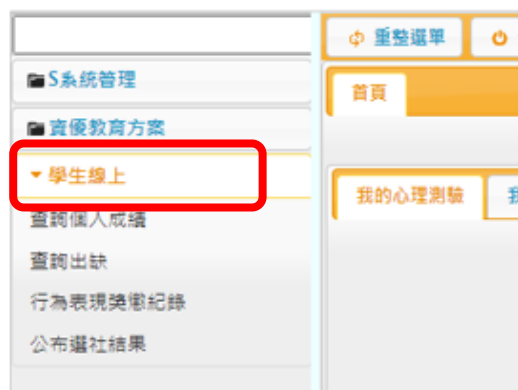 重整選單
S系統管理
首頁
資優教育方案
學生線上
我的心理測驗
查詢個人成績
查詢出缺
行為表現獎懲紀錄
公布選社結果